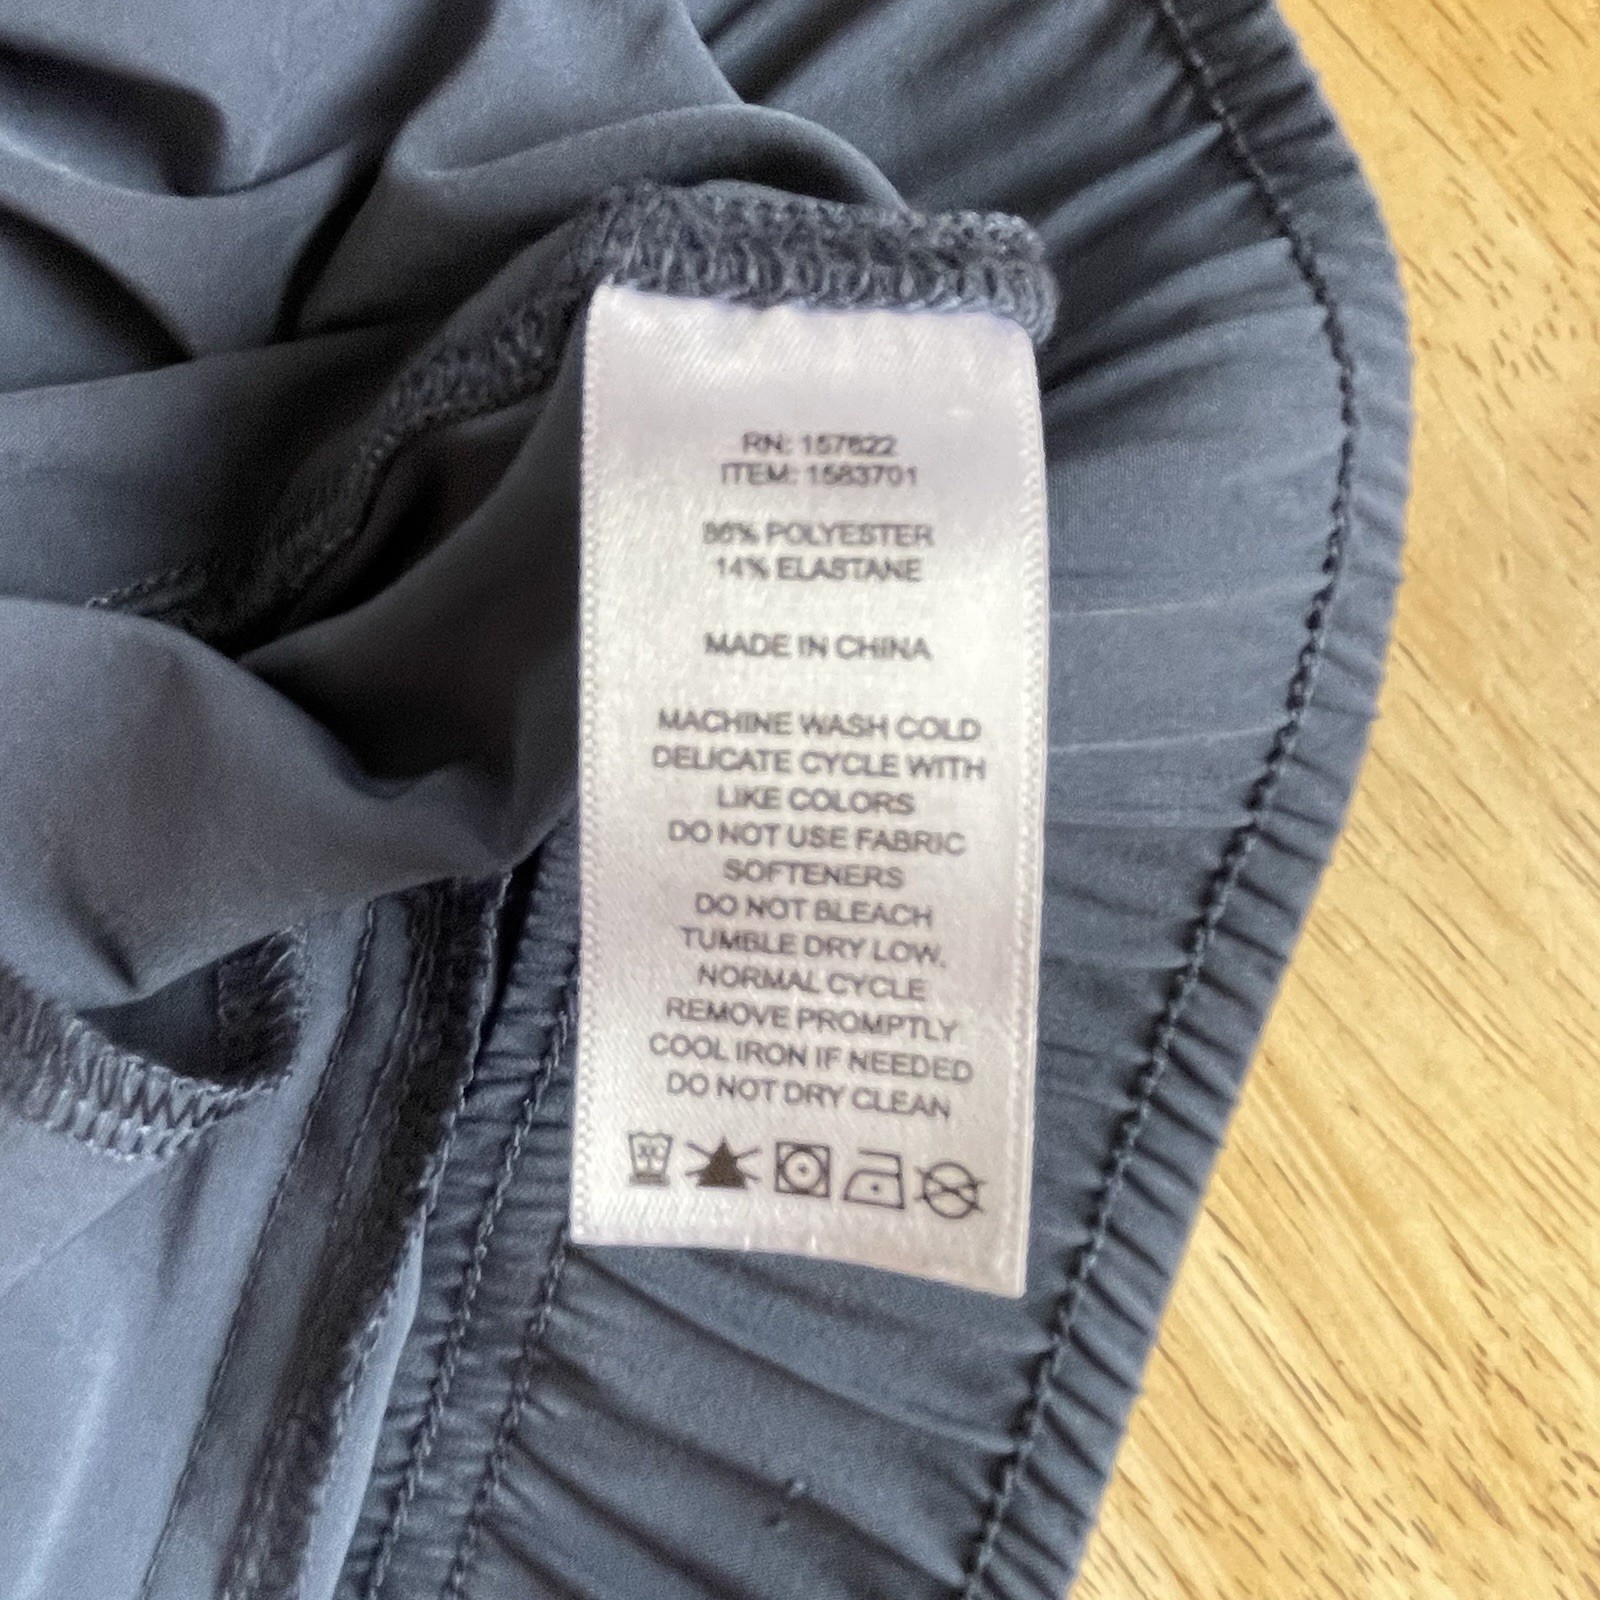 RN: 157622
ITEM: 1583701
86% POLYESTER
14% ELASTANE
MADE IN CHINA
MACHINE WASH COLD
DELICATE CYCLE WITH
LIKE COLORS
DO NOT USE FABRIC
SOFTENERS
DO NOT BLEACH
TUMBLE DRY LOW.
NORMAL CYCLE
REMOVE PROMPTLY
COOL IRON IF NEEDED
DO NOT DRY CLEAN